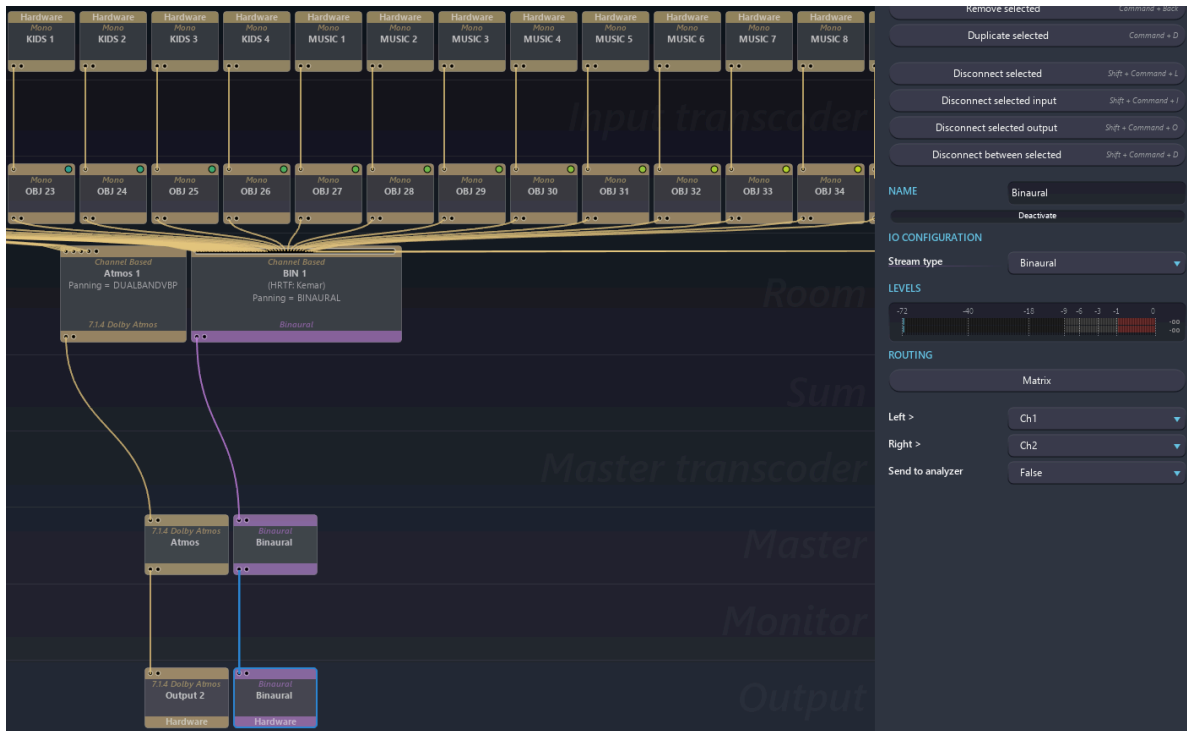 Hardware Hardware Hardware Hardware Hardware Hardware Hardware Hardware Hardware Hardware Hardware Hardware
Mono Mono Mono Mono Mono Mono Mono Mono Mono Mono Mono Mono
KIDS 1 KIDS 2 KIDS 3 KIDS 4 MUSIC 1 MUSIC 2 MUSIC 3 MUSIC 4 MUSIC 5 MUSIC 6 MUSIC 7 MUSIC 8
Input transcoder
Mono Mono Mono Mono Mono Mono Mono Mono Mono Mono Mono Mono
OBJ 23 OBJ 24 OBJ 25 OBJ 26 OBJ 27 OBJ 28 OBJ 29 OBJ 30 OBJ 31 OBJ 32 OBJ 33 OBJ 34
Channel Based
Atmos 1
Panning = DUALBANDVBP
7.1.4 Dolby Atmos
Channel Based
BIN 1
(HRTF: Kemar)
Panning = BINAURAL
Binaural
Room
Sum
Master transcoder
7.1.4 Dolby Atmos
Atmos
Binaural
Binaural
Master
Monitor
7.1.4 Dolby Atmos
Output 2
Hardware
Binaural
Binaural
Hardware
Output
Remove selected Command + Back
Duplicate selected Command + D
Disconnect selected Shift + Command + L
Disconnect selected input Shift + Command + I
Disconnect selected output Shift + Command + O
Disconnect between selected Shift + Command + D
NAME Binaural
Deactivate
IO CONFIGURATION
Stream type Binaural
LEVELS
-72 -40 -18 -9 -6 -3 -1 0
-60
-60
ROUTING
Matrix
Left > Ch1
Right > Ch2
Send to analyzer False